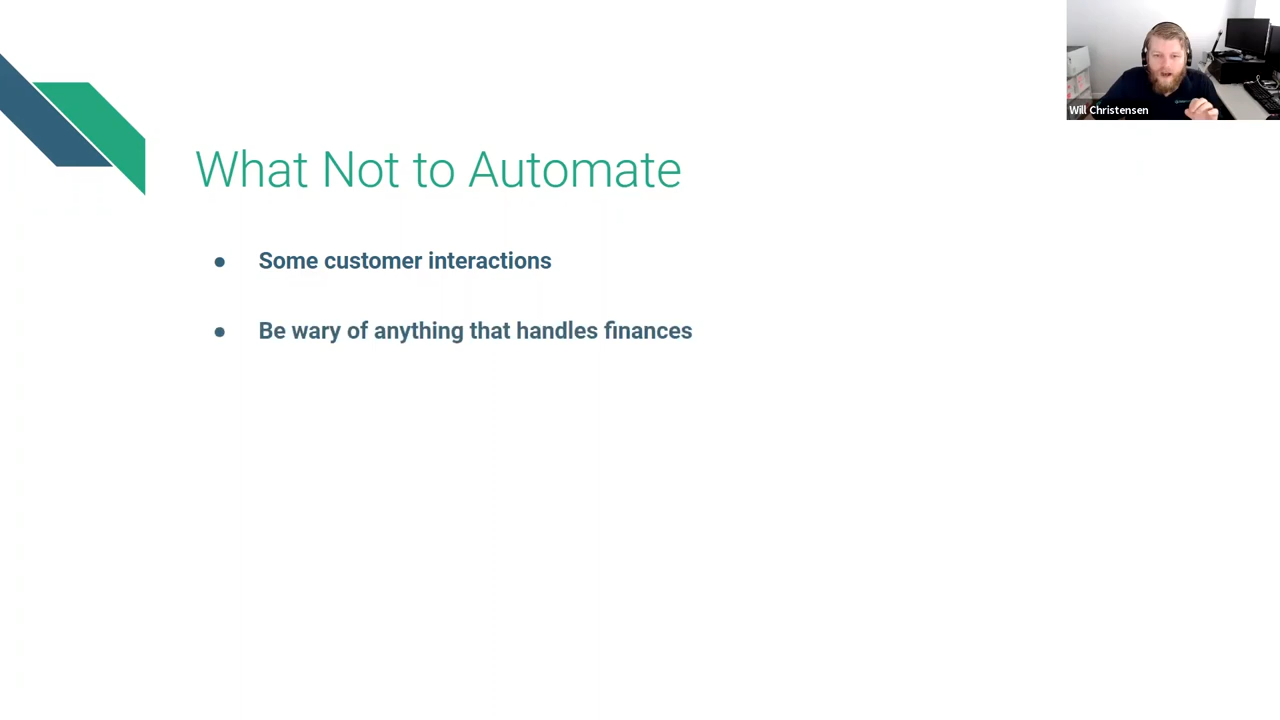 Will Christensen
What Not to Automate
● Some customer interactions
● Be wary of anything that handles finances